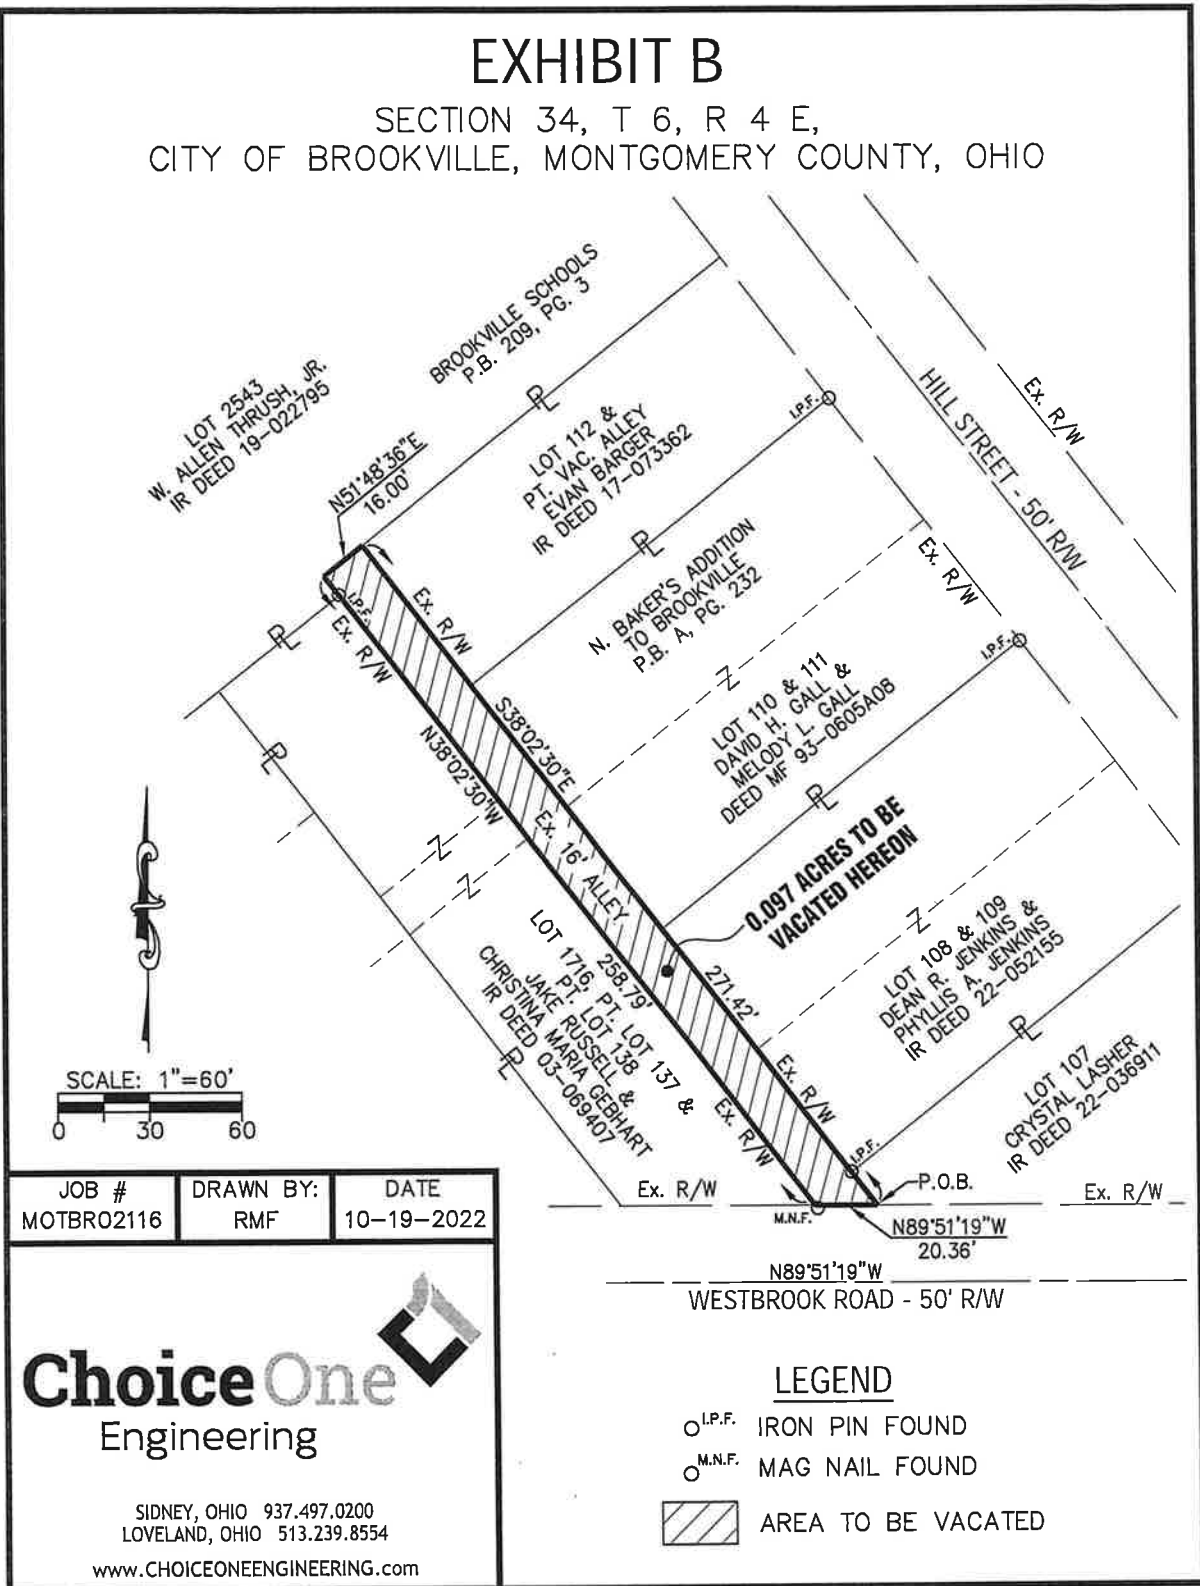 EXHIBIT B
SECTION 34, T 6, R 4 E,
CITY OF BROOKVILLE, MONTGOMERY COUNTY, OHIO
BROOKVILLE SCHOOLS
P.B. 209, PG. 3
LOT 2543
W. ALLEN THRUSH, JR.
IR DEED 19-022795
N51°48'36"E
16.00'
LOT 112 &
PT. VAC. ALLEY
EVAN BARGER
IR DEED 17-073362
I.P.F.
HILL STREET - 50' R/W
Ex. R/W
Ex. R/W
N. BAKER'S ADDITION
TO BROOKVILLE
P.B. A, PG. 232
I.P.F.
Ex. R/W
I.P.F.
Ex. R/W
S38°02'30"E
N38°02'30"W
LOT 110 & 111
DAVID H. GALL &
MELODY L. GALL
DEED MF 93-0605A08
Ex. 16' ALLEY
0.097 ACRES TO BE
VACATED HEREON
LOT 108 & 109
DEAN R. JENKINS &
PHYLLIS A. JENKINS
IR DEED 22-052155
258.79'
271.42'
LOT 1716, PT. LOT 137 &
PT. LOT 138
JAKE RUSSELL &
CHRISTINA MARIA GEBHART
IR DEED 03-069407
Ex. R/W
Ex. R/W
LOT 107
CRYSTAL LASHER
IR DEED 22-036911
I.P.F.
P.O.B.
Ex. R/W
Ex. R/W
M.N.F.
N89°51'19"W
20.36'
N89°51'19"W
WESTBROOK ROAD - 50' R/W
SCALE: 1"=60'
0 30 60
JOB #
MOTBRO2116
DRAWN BY:
RMF
DATE
10-19-2022
ChoiceOne
Engineering
SIDNEY, OHIO 937.497.0200
LOVELAND, OHIO 513.239.8554
www.CHOICEONEENGINEERING.com
LEGEND
I.P.F. IRON PIN FOUND
M.N.F. MAG NAIL FOUND
AREA TO BE VACATED